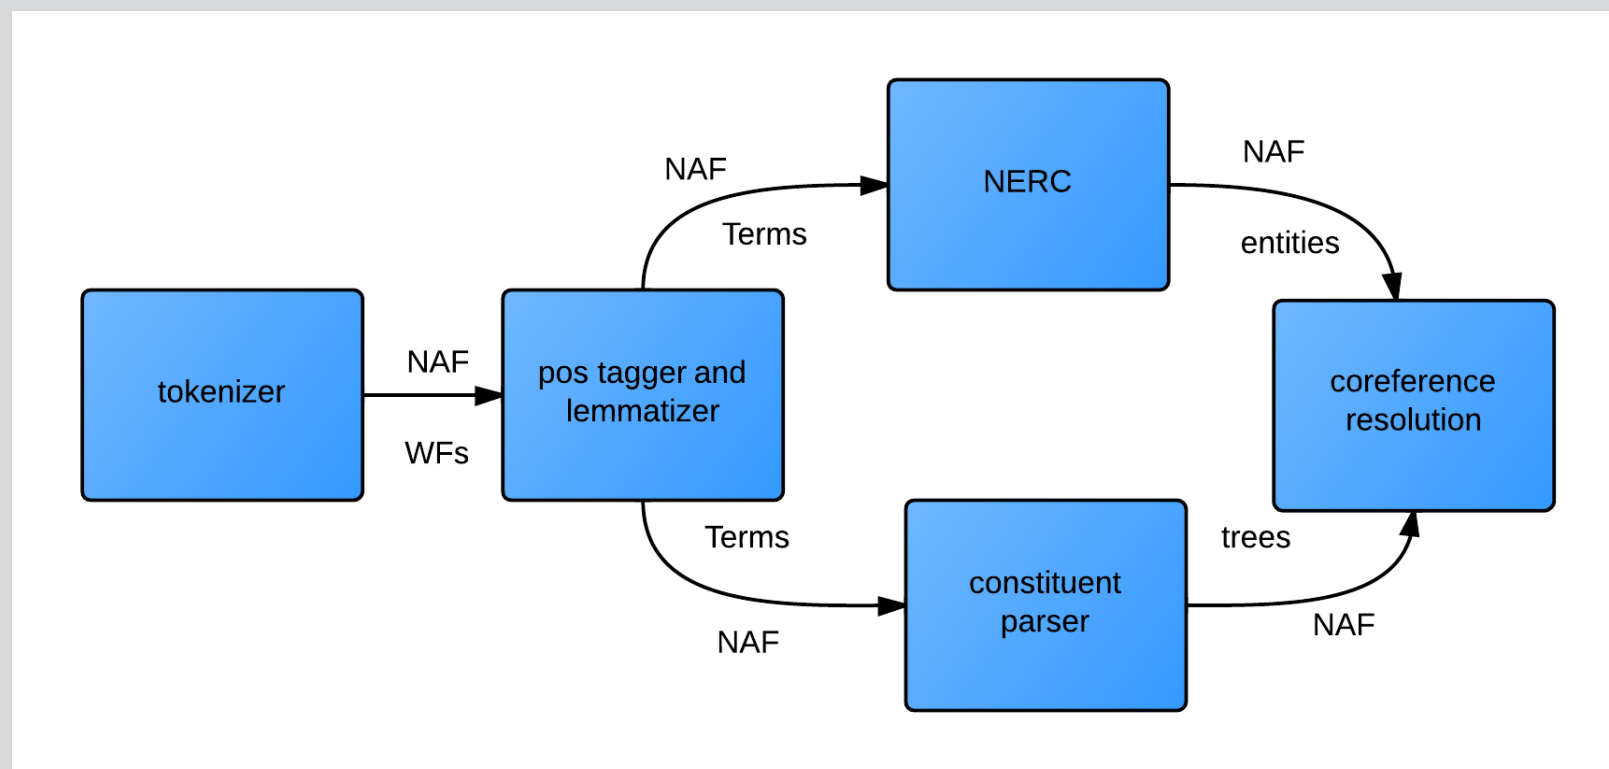 tokenizer
NAF
WFs
pos tagger and
lemmatizer
NAF
Terms
NERC
NAF
entities
Terms
NAF
constituent
parser
trees
NAF
coreference
resolution